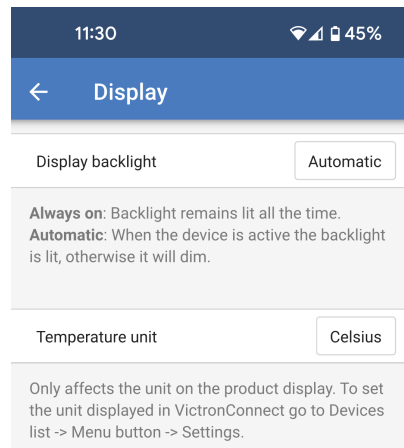 11:30 45%
Display
Display backlight Automatic
Always on: Backlight remains lit all the time.
Automatic: When the device is active the backlight
is lit, otherwise it will dim.
Temperature unit Celsius
Only affects the unit on the product display. To set
the unit displayed in VictronConnect go to Devices
list -> Menu button -> Settings.